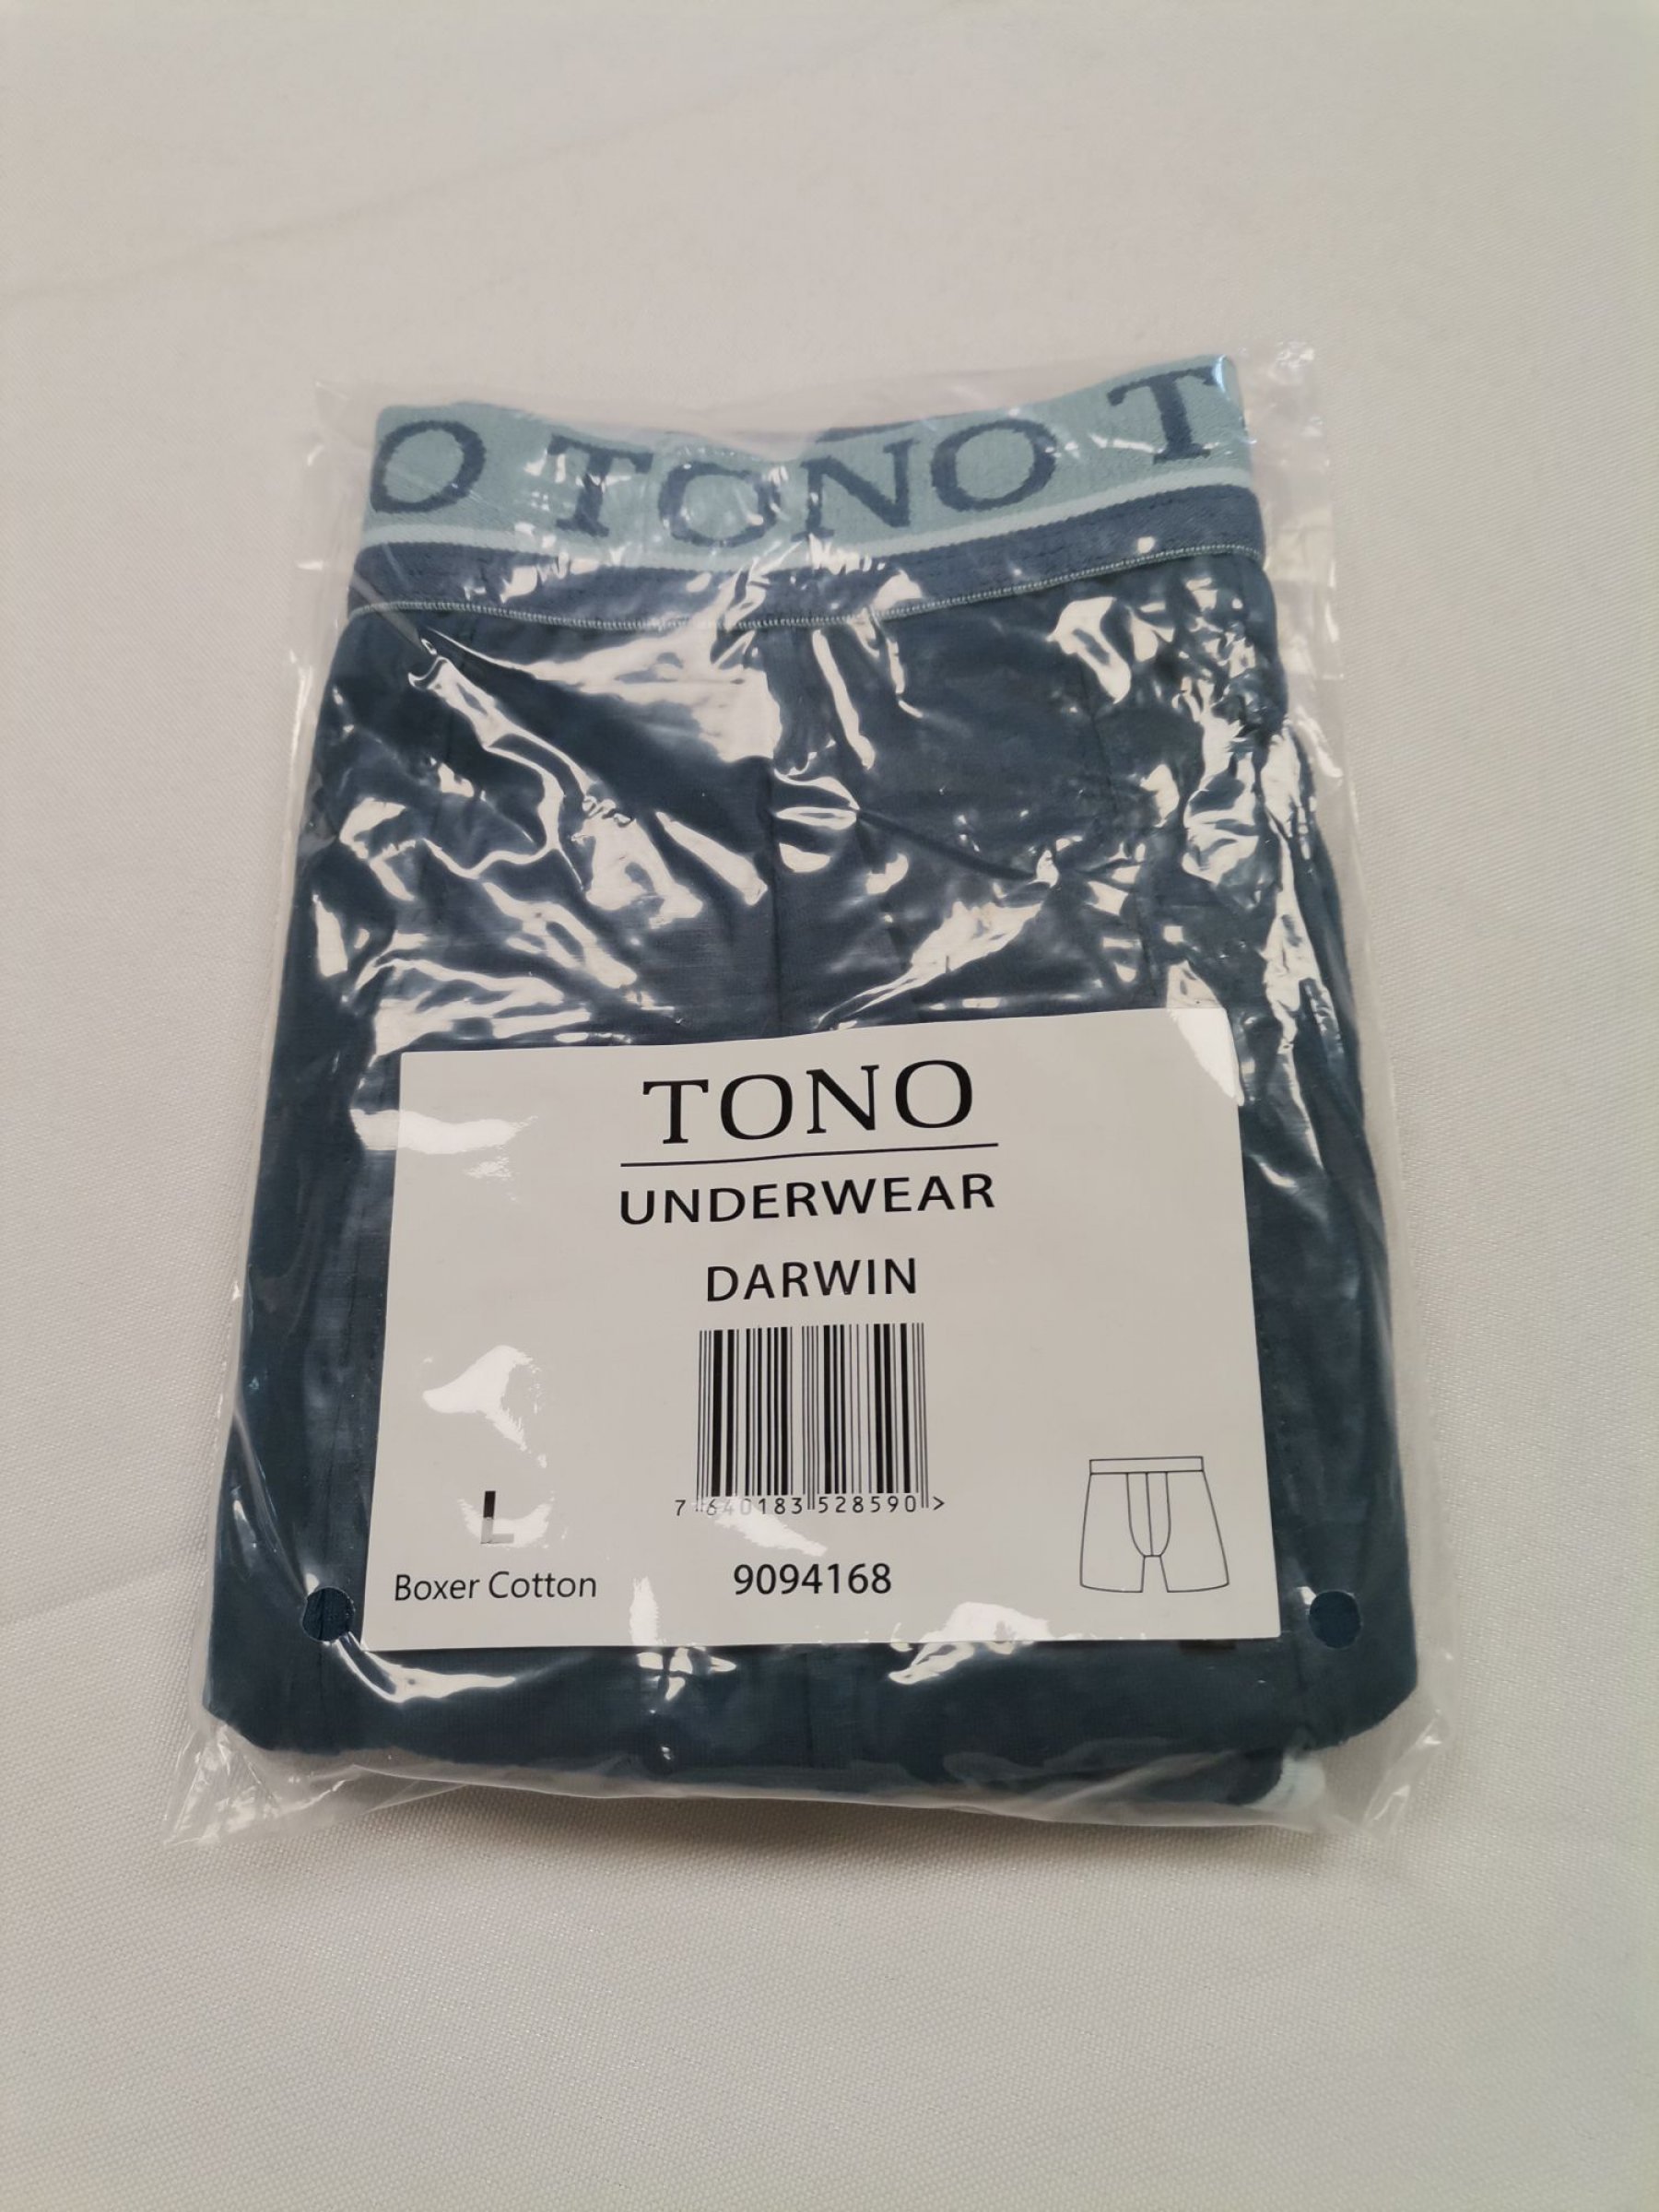 O TONO T
TONO
UNDERWEAR
DARWIN
7 640183 528590 >
L
Boxer Cotton
9094168